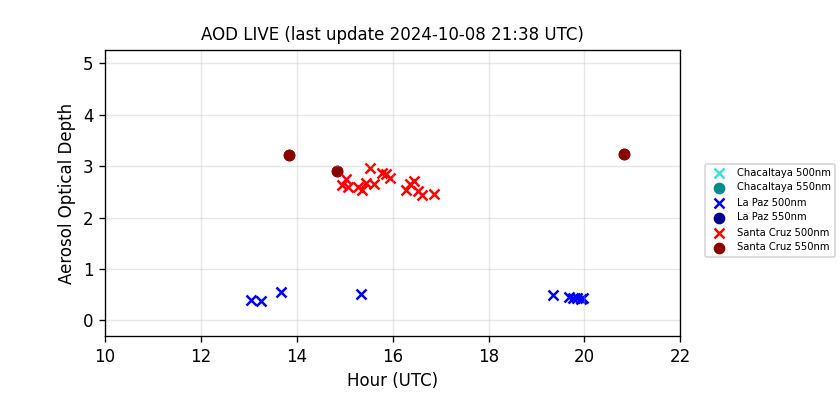 AOD LIVE (last update 2024-10-08 21:38 UTC)
Aerosol Optical Depth
5
4
3
2
1
0
10 12 14 16 18 20 22
Hour (UTC)
Chacaltaya 500nm
Chacaltaya 550nm
La Paz 500nm
La Paz 550nm
Santa Cruz 500nm
Santa Cruz 550nm